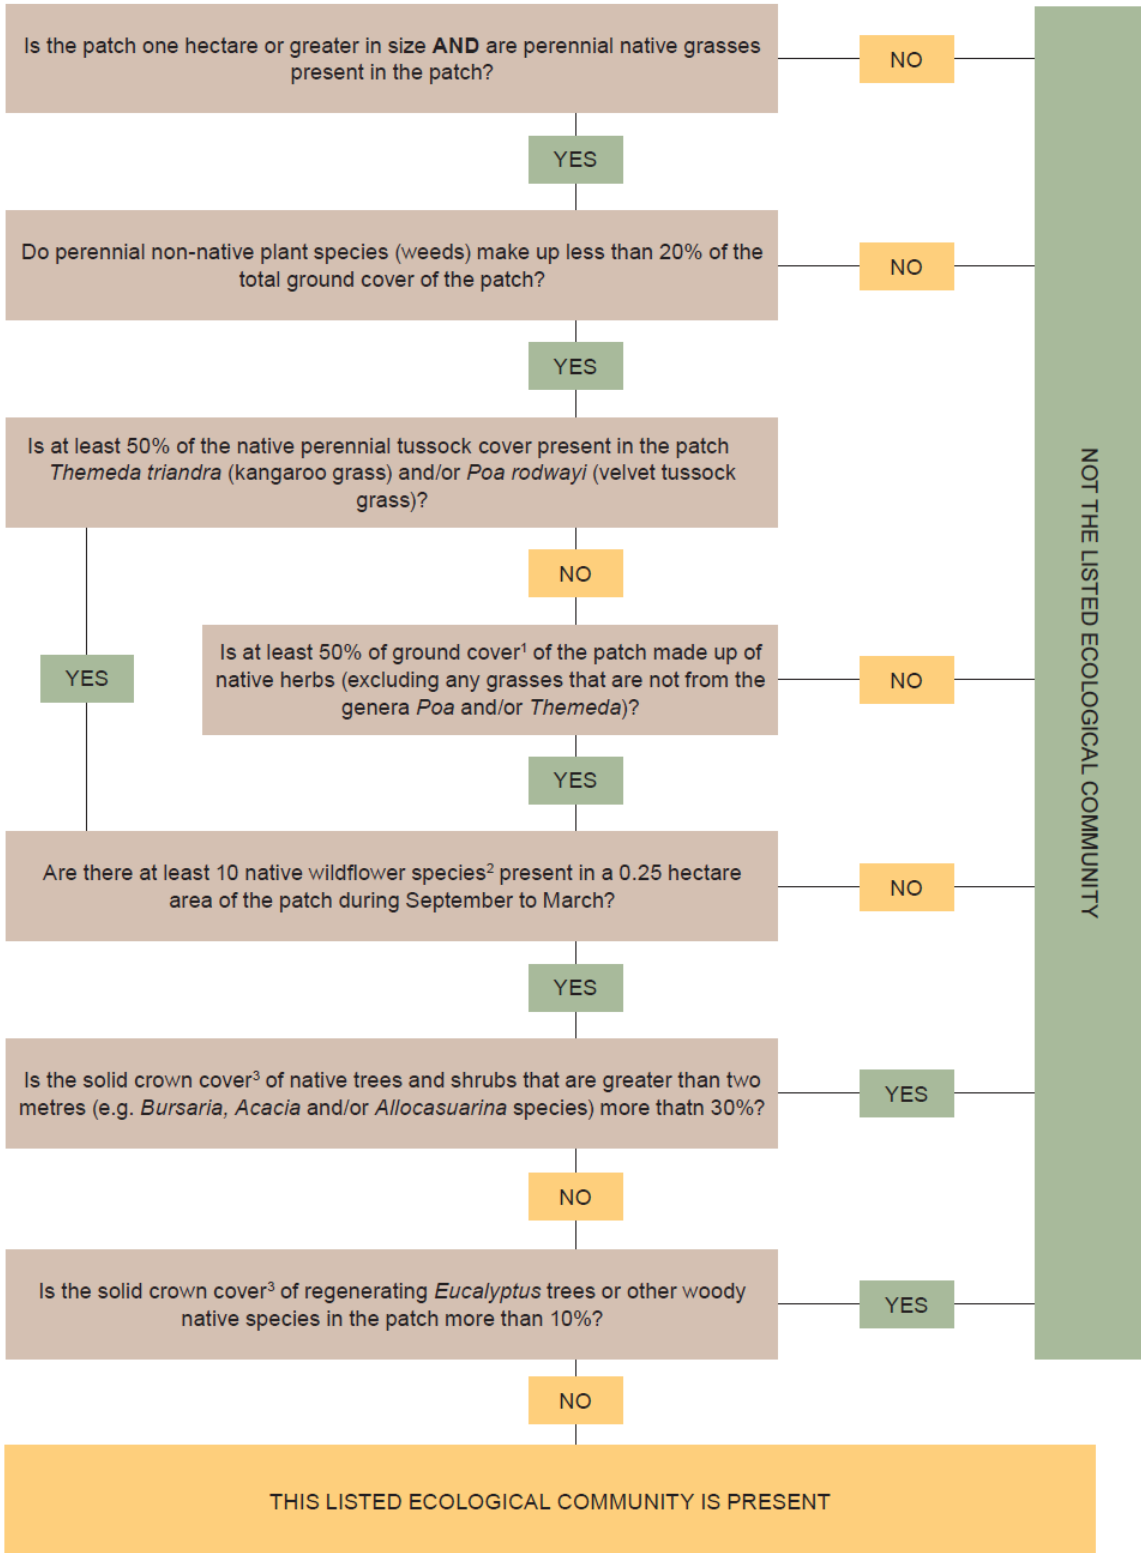 Is the patch one hectare or greater in size AND are perennial native grasses
present in the patch?
NO
YES
Do perennial non-native plant species (weeds) make up less than 20% of the
total ground cover of the patch?
NO
YES
Is at least 50% of the native perennial tussock cover present in the patch
Themeda triandra (kangaroo grass) and/or Poa rodwayi (velvet tussock
grass)?
NO
YES
Is at least 50% of ground cover¹ of the patch made up of
native herbs (excluding any grasses that are not from the
genera Poa and/or Themeda)?
NO
YES
Are there at least 10 native wildflower species² present in a 0.25 hectare
area of the patch during September to March?
NO
YES
Is the solid crown cover³ of native trees and shrubs that are greater than two
metres (e.g. Bursaria, Acacia and/or Allocasuarina species) more thatn 30%?
YES
NO
Is the solid crown cover³ of regenerating Eucalyptus trees or other woody
native species in the patch more than 10%?
YES
NO
NOT THE LISTED ECOLOGICAL COMMUNITY
THIS LISTED ECOLOGICAL COMMUNITY IS PRESENT